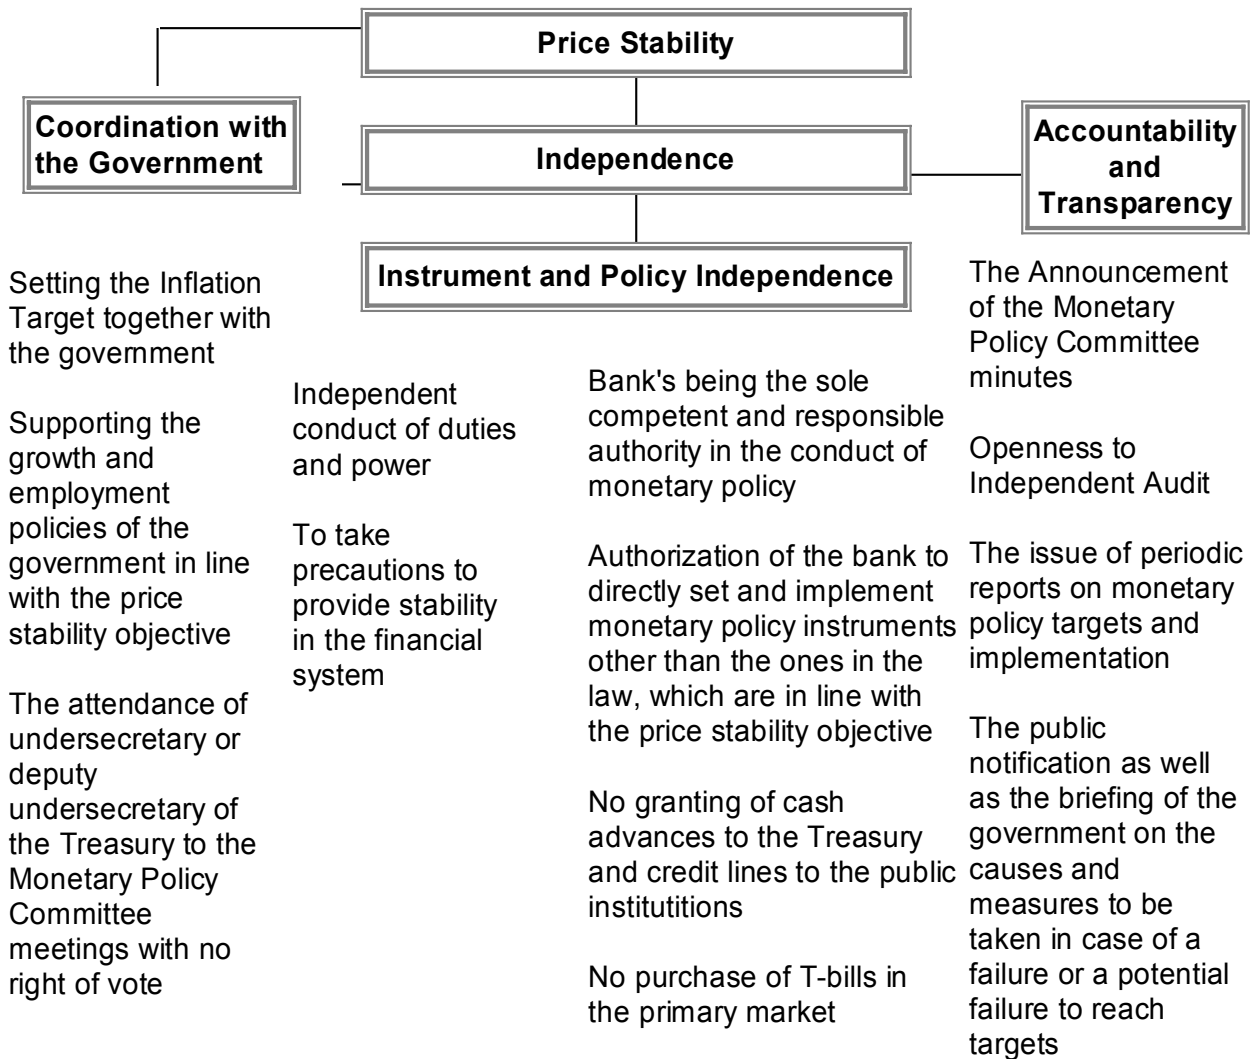 Price Stability
Coordination with
the Government
Independence
Accountability
and
Transparency
Instrument and Policy Independence
Setting the Inflation
Target together with
the government
Supporting the
growth and
employment
policies of the
government in line
with the price
stability objective
The attendance of
undersecretary or
deputy
undersecretary of
the Treasury to the
Monetary Policy
Committee
meetings with no
right of vote
Independent
conduct of duties
and power
To take
precautions to
provide stability
in the financial
system
Bank's being the sole
competent and responsible
authority in the conduct of
monetary policy
Authorization of the bank to
directly set and implement
monetary policy instruments
other than the ones in the
law, which are in line with
the price stability objective
No granting of cash
advances to the Treasury
and credit lines to the public
institutitions
No purchase of T-bills in
the primary market
The Announcement
of the Monetary
Policy Committee
minutes
Openness to
Independent Audit
The issue of periodic
reports on monetary
policy targets and
implementation
The public
notification as well
as the briefing of the
government on the
causes and
measures to be
taken in case of a
failure or a potential
failure to reach
targets